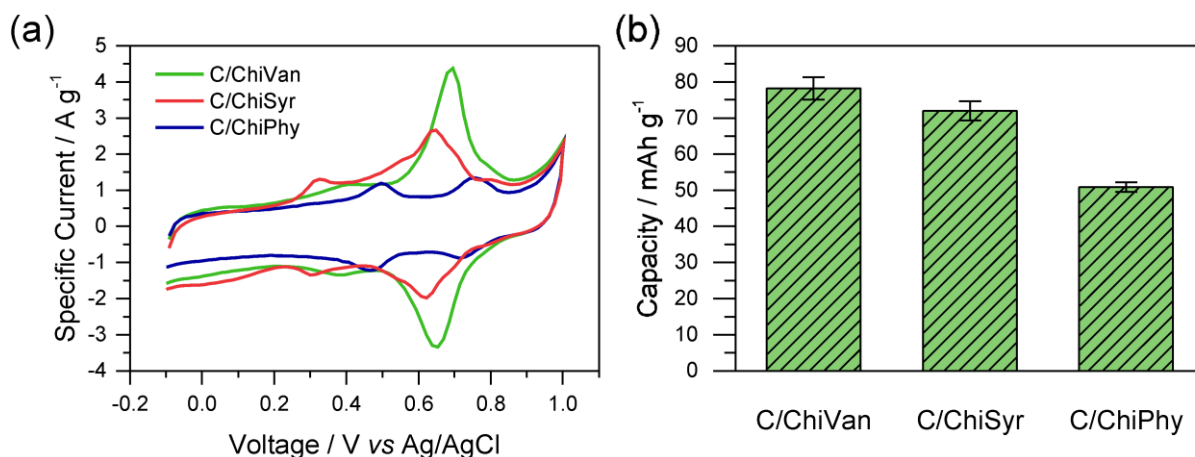 (a)
5
4
3
2
1
0
-1
-2
-3
-4
Specific Current / A g⁻¹
C/ChiVan
C/ChiSyr
C/ChiPhy
-0.2 0.0 0.2 0.4 0.6 0.8 1.0
Voltage / V vs Ag/AgCl
(b)
90
80
70
60
50
40
30
20
10
0
Capacity / mAh g⁻¹
C/ChiVan C/ChiSyr C/ChiPhy